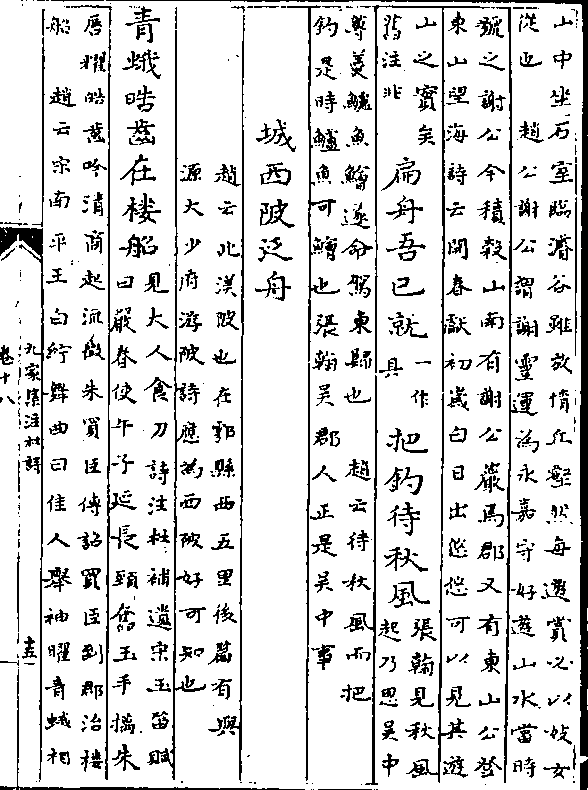 山中坐石室臨濬谷雖放情丘壑然每遊賞必以妓女
從也　趙公謝公謂謝靈運為永嘉守好遊山水當時
號之謝公今積穀山南有謝公巖焉郡又有東山公登
東山望海詩云開春獻初歲白日出悠悠可以見其遊
山之實矣
舊注非
扁舟吾已就
一作
具
把釣待秋風
張翰見秋風
起乃思吳中
蓴羮鱸魚鱠遂命駕東歸也　趙云待秋風而把
釣是時鱸魚可鱠也張翰吳郡人正是吳中事
城西陂泛舟
趙云此渼陂也在鄠縣西五里後篇有與
源大少府游陂詩應為西陂好可知也
青蛾皓齒在樓船
見大人食刀詩注杜補遺宋玉笛賦
曰嚴春使午子延長頸奮玉手摛朱
唇耀皓齒吟清商起流徵朱買臣傳詔買臣到郡治樓
船　趙云宋南平王白紵舞曲曰佳人舉袖曜青蛾相
九家集注杜詩
卷十八
十五